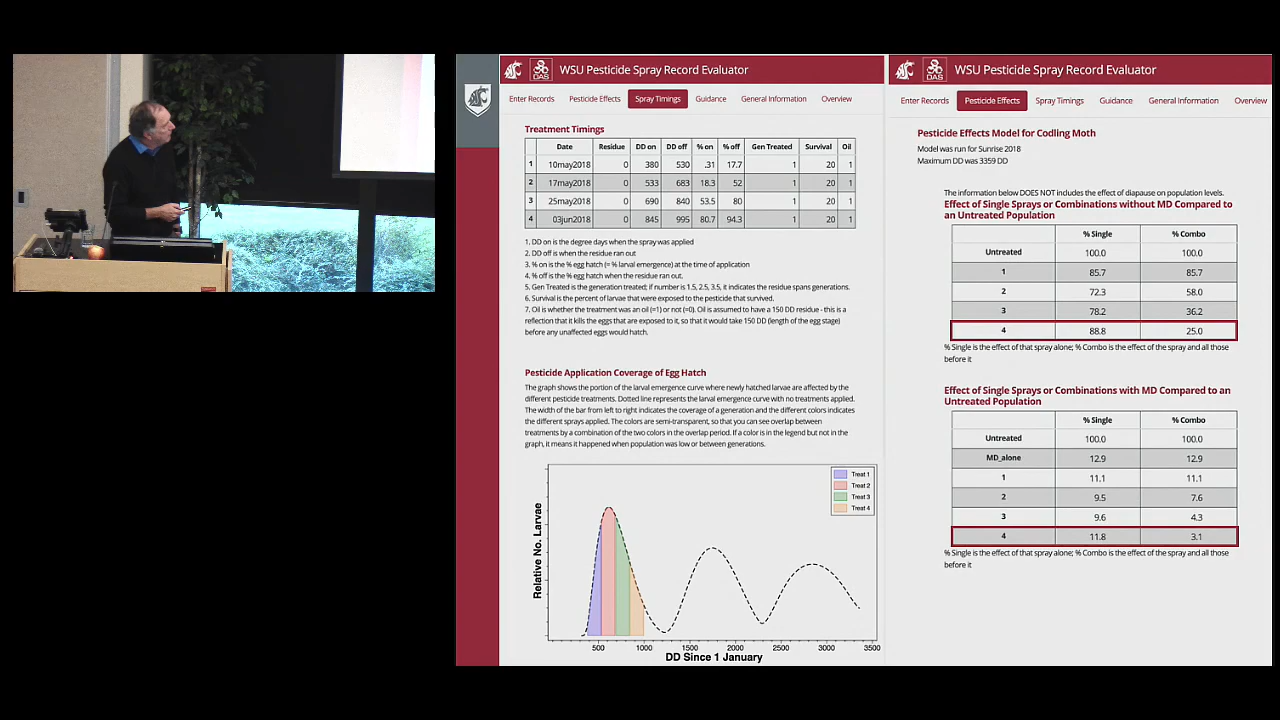 WSU Pesticide Spray Record Evaluator
DAS
Enter Records Pesticide Effects Spray Timings Guidance General Information Overview
Treatment Timings
Date Residue DD on DD off % on % off Gen Treated Survival Oil
1 10may2018 0 380 530 .31 17.7 1 20 1
2 17may2018 0 533 683 18.3 52 1 20 1
3 25may2018 0 690 840 53.5 80 1 20 1
4 03jun2018 0 845 995 80.7 94.3 1 20 1
1. DD on is the degree days when the spray was applied
2. DD off is when the residue ran out
3. % on is the % egg hatch (= % larval emergence) at the time of application
4. % off is the % egg hatch when the residue ran out.
5. Gen Treated is the generation treated; if number is 1.5, 2.5, 3.5, it indicates the residue spans generations.
6. Survival is the percent of larvae that were exposed to the pesticide that survived.
7. Oil is whether the treatment was an oil (=1) or not (=0). Oil is assumed to have a 150 DD residue - this is a
reflection that it kills the eggs that are exposed to it, so that it would take 150 DD (length of the egg stage)
before any unaffected eggs would hatch.
Pesticide Application Coverage of Egg Hatch
The graph shows the portion of the larval emergence curve where newly hatched larvae are affected by the
different pesticide treatments. Dotted line represents the larval emergence curve with no treatments applied.
The width of the bar from left to right indicates the coverage of a generation and the different colors indicates
the different sprays applied. The colors are semi-transparent, so that you can see overlap between
treatments by a combination of the two colors in the overlap period. If a color is in the legend but not in the
graph, it means it happened when population was low or between generations.
Treat 1
Treat 2
Treat 3
Treat 4
Relative No. Larvae
500 1000 1500 2000 2500 3000 3500
DD Since 1 January
WSU Pesticide Spray Record Evaluator
DAS
Enter Records Pesticide Effects Spray Timings Guidance General Information Overview
Pesticide Effects Model for Codling Moth
Model was run for Sunrise 2018
Maximum DD was 3359 DD
The information below DOES NOT includes the effect of diapause on population levels.
Effect of Single Sprays or Combinations without MD Compared to
an Untreated Population
% Single % Combo
Untreated 100.0 100.0
1 85.7 85.7
2 72.3 58.0
3 78.2 36.2
4 88.8 25.0
% Single is the effect of that spray alone; % Combo is the effect of the spray and all those
before it
Effect of Single Sprays or Combinations with MD Compared to an
Untreated Population
% Single % Combo
Untreated 100.0 100.0
MD_alone 12.9 12.9
1 11.1 11.1
2 9.5 7.6
3 9.6 4.3
4 11.8 3.1
% Single is the effect of that spray alone; % Combo is the effect of the spray and all those
before it